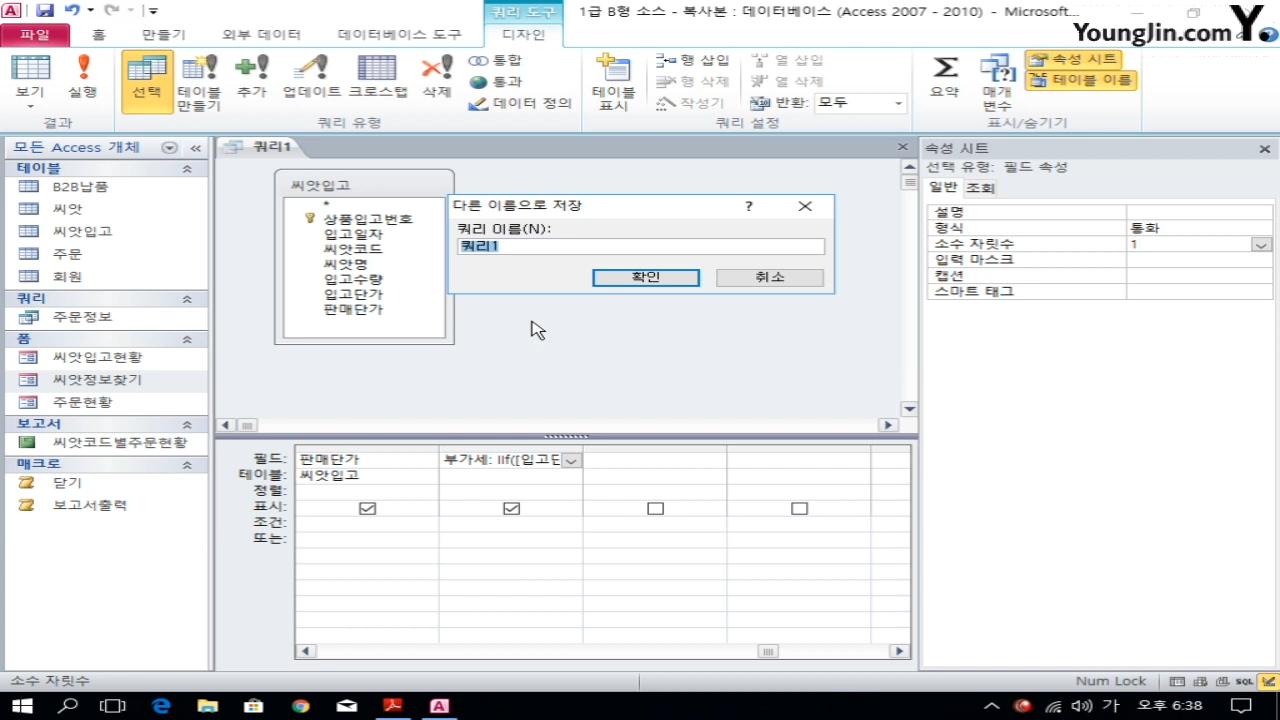 쿼리 도구
1급 B형 소스 - 복사본 : 데이터베이스 (Access 2007 - 2010) - Microsoft...
YoungJin.com Y.
파일 홈 만들기 외부 데이터 데이터베이스 도구 디자인
보기
실행
결과
선택
테이블 만들기
추가
업데이트
크로스탭
삭제
통합
통과
데이터 정의
쿼리 유형
테이블 표시
행 삽입
행 삭제
작성기
열 삽입
열 삭제
반환: 모두
쿼리 설정
요약
매개 변수
속성 시트
테이블 이름
표시/숨기기
모든 Access 개체
테이블
B2B납품
씨앗
씨앗입고
주문
회원
쿼리
주문정보
폼
씨앗입고현황
씨앗정보찾기
주문현황
보고서
씨앗코드별주문현황
매크로
닫기
보고서출력
쿼리1
씨앗입고
*
상품입고번호
입고일자
씨앗코드
씨앗명
입고수량
입고단가
판매단가
다른 이름으로 저장
쿼리 이름(N):
쿼리1
확인 취소
필드: 판매단가 부가세: IIf([입고단
테이블: 씨앗입고
정렬:
표시:
조건:
또는:
속성 시트
선택 유형: 필드 속성
일반 조회
설명
형식 통화
소수 자릿수 1
입력 마스크
캡션
스마트 태그
소수 자릿수
Num Lock
SQL
가 오후 6:38